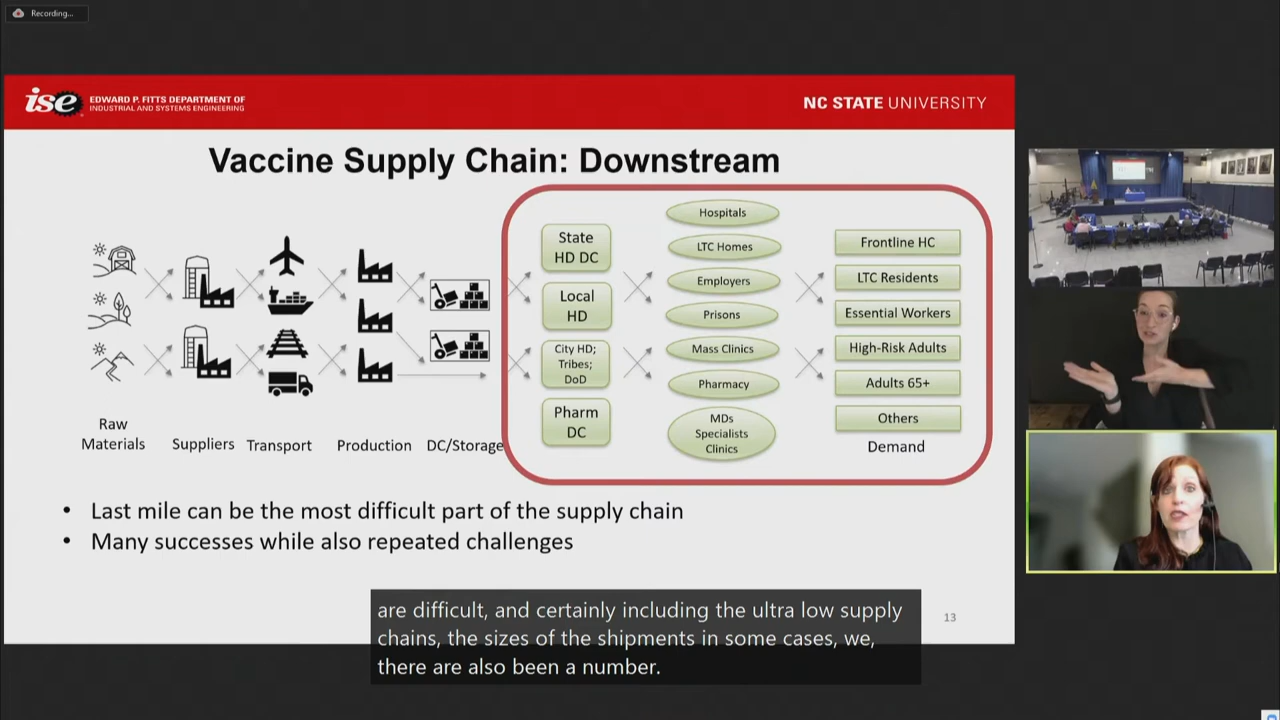 Recording...
ise
EDWARD P. FITTS DEPARTMENT OF
INDUSTRIAL AND SYSTEMS ENGINEERING
NC STATE UNIVERSITY
Vaccine Supply Chain: Downstream
Raw
Materials
Suppliers
Transport
Production
DC/Storage
State
HD DC
Local
HD
City HD;
Tribes;
DoD
Pharm
DC
Hospitals
LTC Homes
Employers
Prisons
Mass Clinics
Pharmacy
MDs
Specialists
Clinics
Frontline HC
LTC Residents
Essential Workers
High-Risk Adults
Adults 65+
Others
Demand
• Last mile can be the most difficult part of the supply chain
• Many successes while also repeated challenges
13
are difficult, and certainly including the ultra low supply
chains, the sizes of the shipments in some cases, we,
there are also been a number.